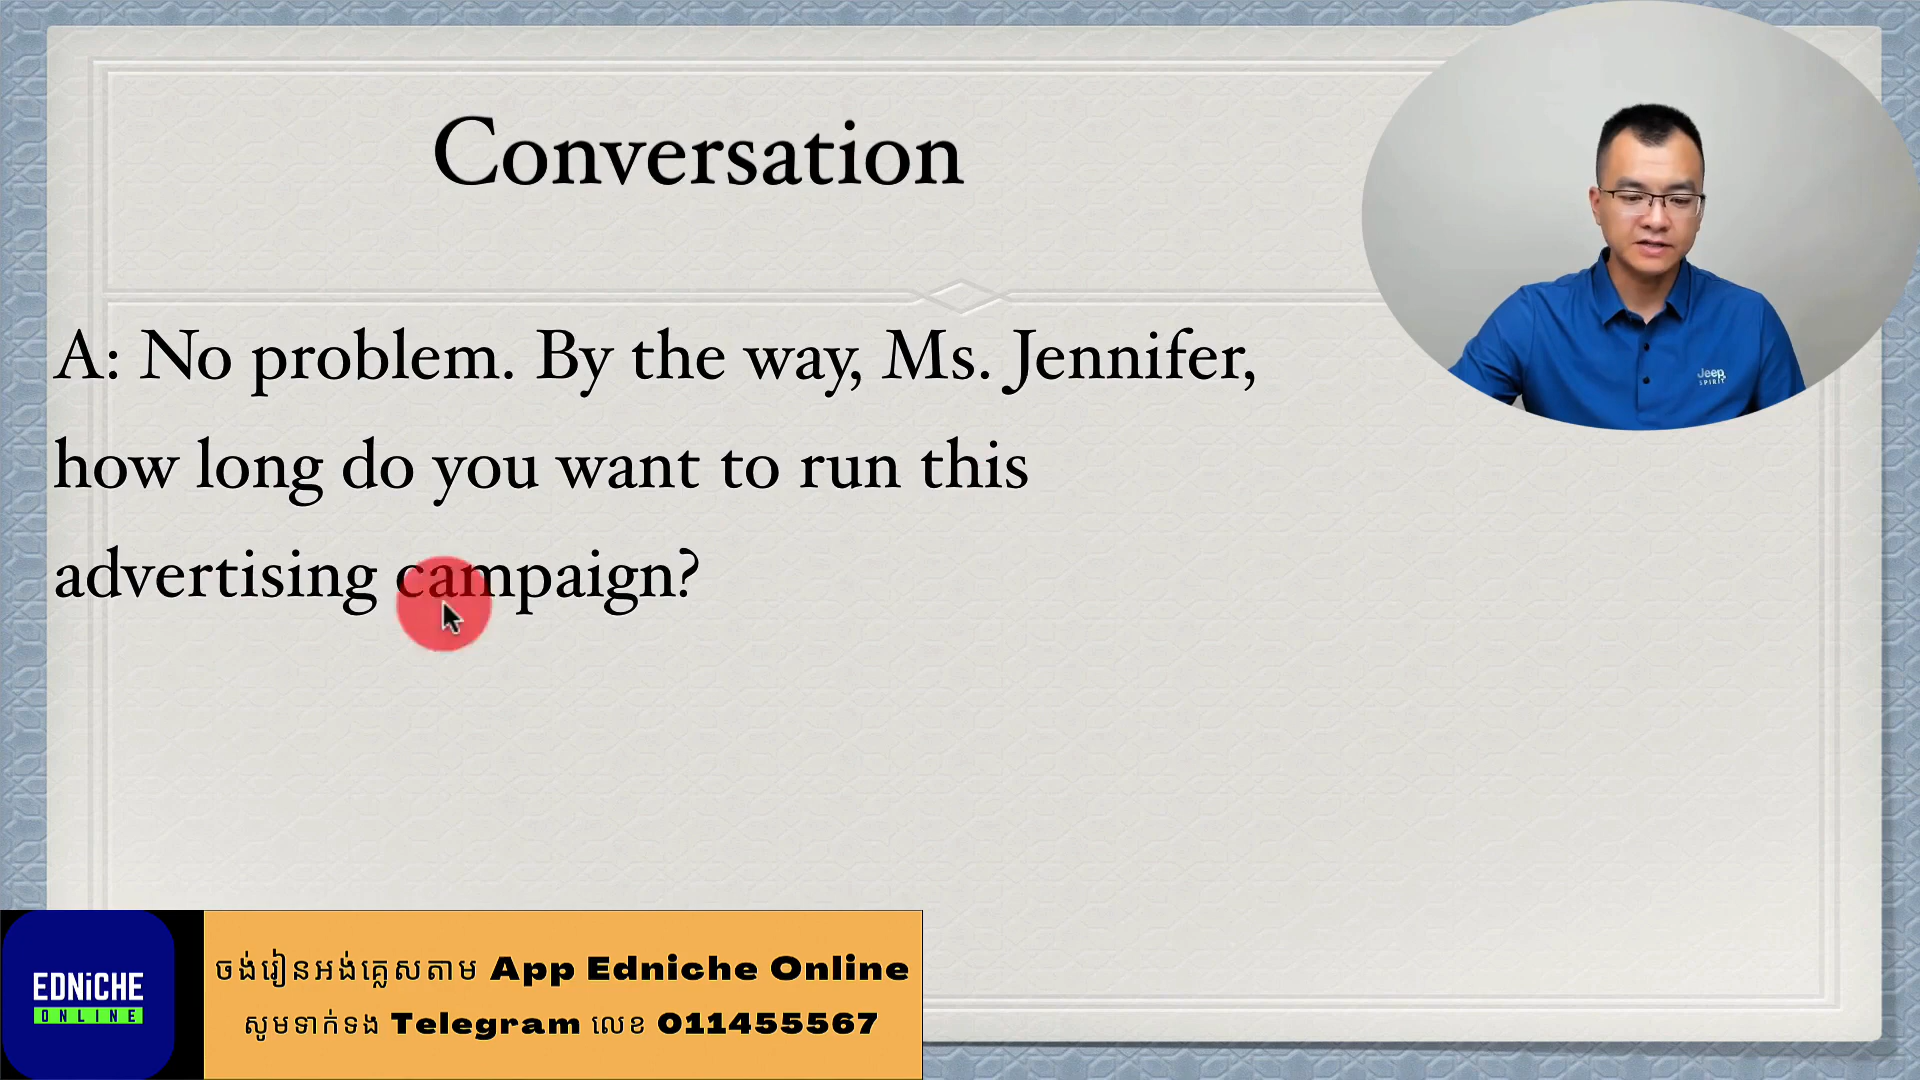 Conversation
A: No problem. By the way, Ms. Jennifer,
how long do you want to run this
advertising campaign?
Jeep
SPIRIT
EDNiCHE
ONLINE
ចង់រៀនអង់គ្លេសតាម App Edniche Online
សូមទាក់ទង Telegram លេខ 011455567